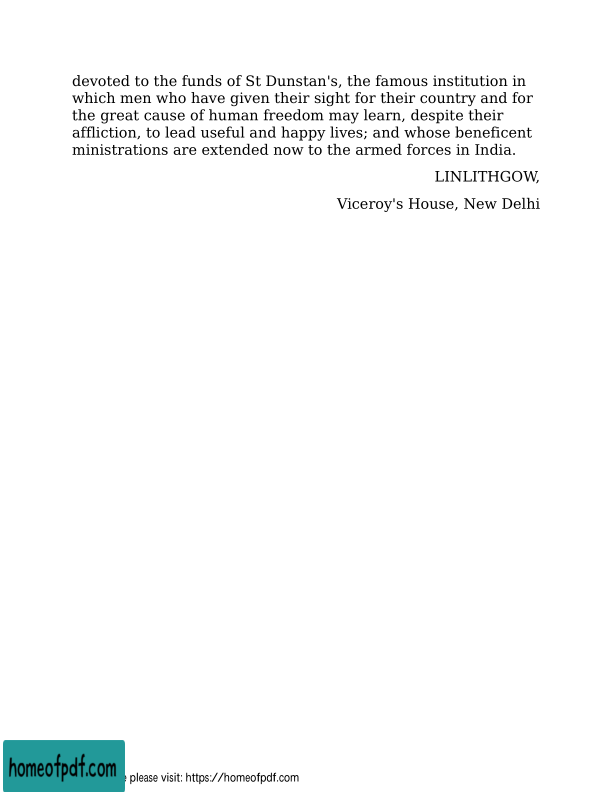 devoted to the funds of St Dunstan's, the famous institution in
which men who have given their sight for their country and for
the great cause of human freedom may learn, despite their
affliction, to lead useful and happy lives; and whose beneficent
ministrations are extended now to the armed forces in India.
LINLITHGOW,
Viceroy's House, New Delhi
homeofpdf.com
please visit: https://homeofpdf.com